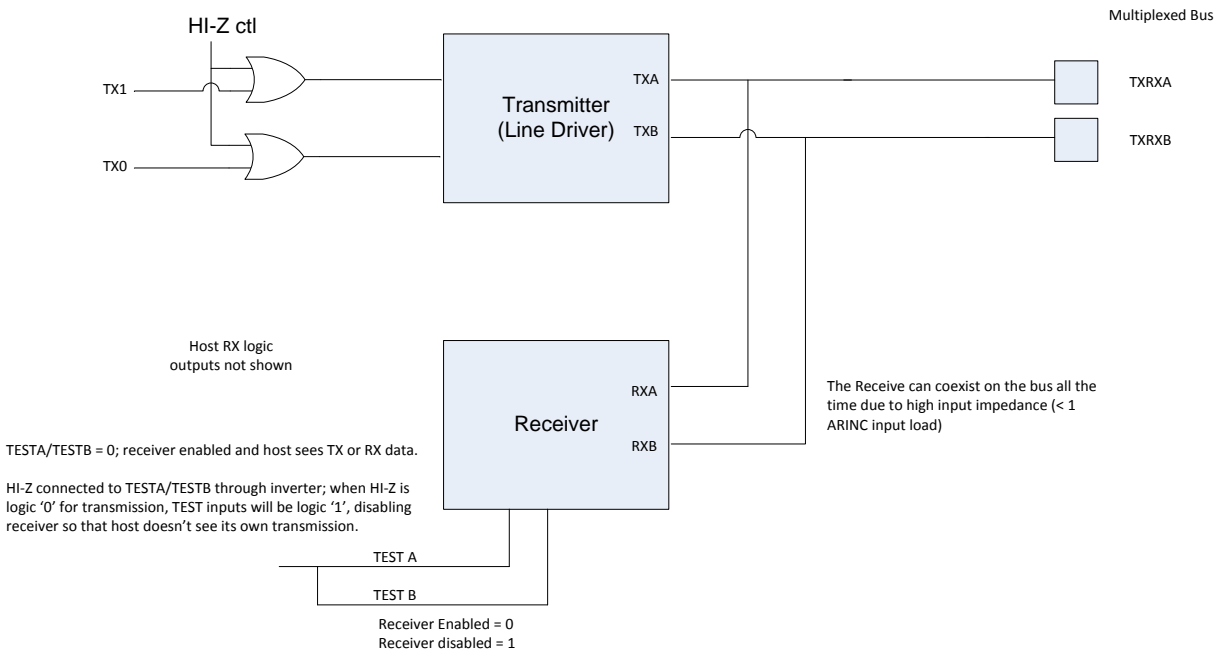 Multiplexed Bus
HI-Z ctl
TX1
TX0
Transmitter
(Line Driver)
TXA
TXB
TXRXA
TXRXB
Host RX logic
outputs not shown
Receiver
RXA
RXB
The Receive can coexist on the bus all the
time due to high input impedance (< 1
ARINC input load)
TESTA/TESTB = 0; receiver enabled and host sees TX or RX data.
HI-Z connected to TESTA/TESTB through inverter; when HI-Z is
logic ‘0’ for transmission, TEST inputs will be logic ‘1’, disabling
receiver so that host doesn’t see its own transmission.
TEST A
TEST B
Receiver Enabled = 0
Receiver disabled = 1